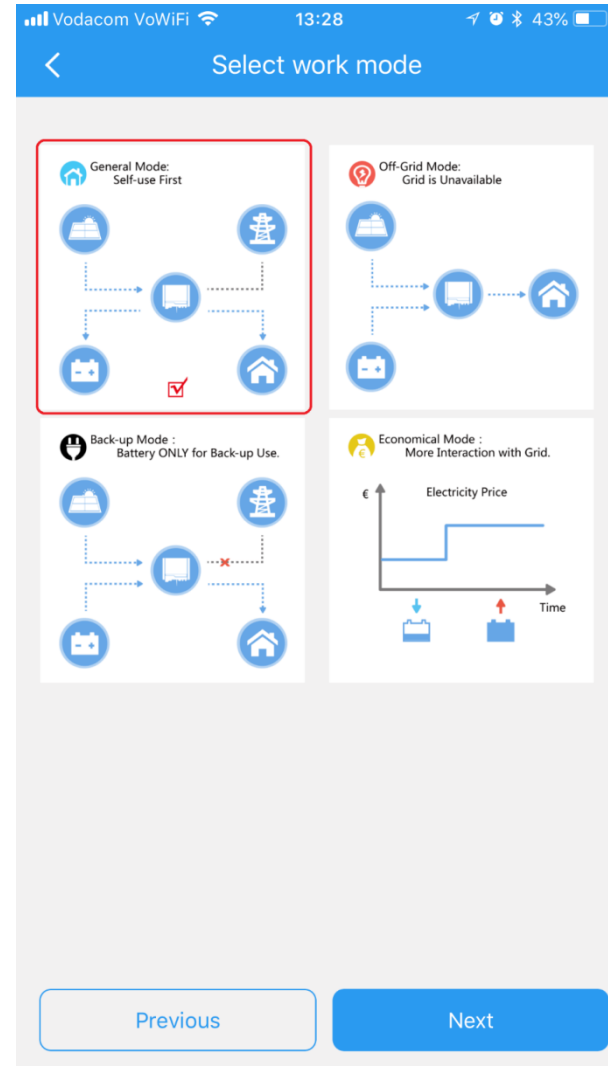 Vodacom VoWiFi 13:28 43%
Select work mode
General Mode:
Self-use First
Off-Grid Mode:
Grid is Unavailable
Back-up Mode :
Battery ONLY for Back-up Use.
Economical Mode :
More Interaction with Grid.
€ Electricity Price
Time
Previous
Next